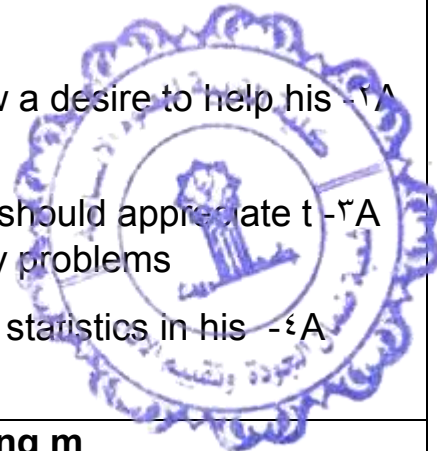 w a desire to help his -٢A
should appreciate t -٣A
y problems
statistics in his -٤A
ng m